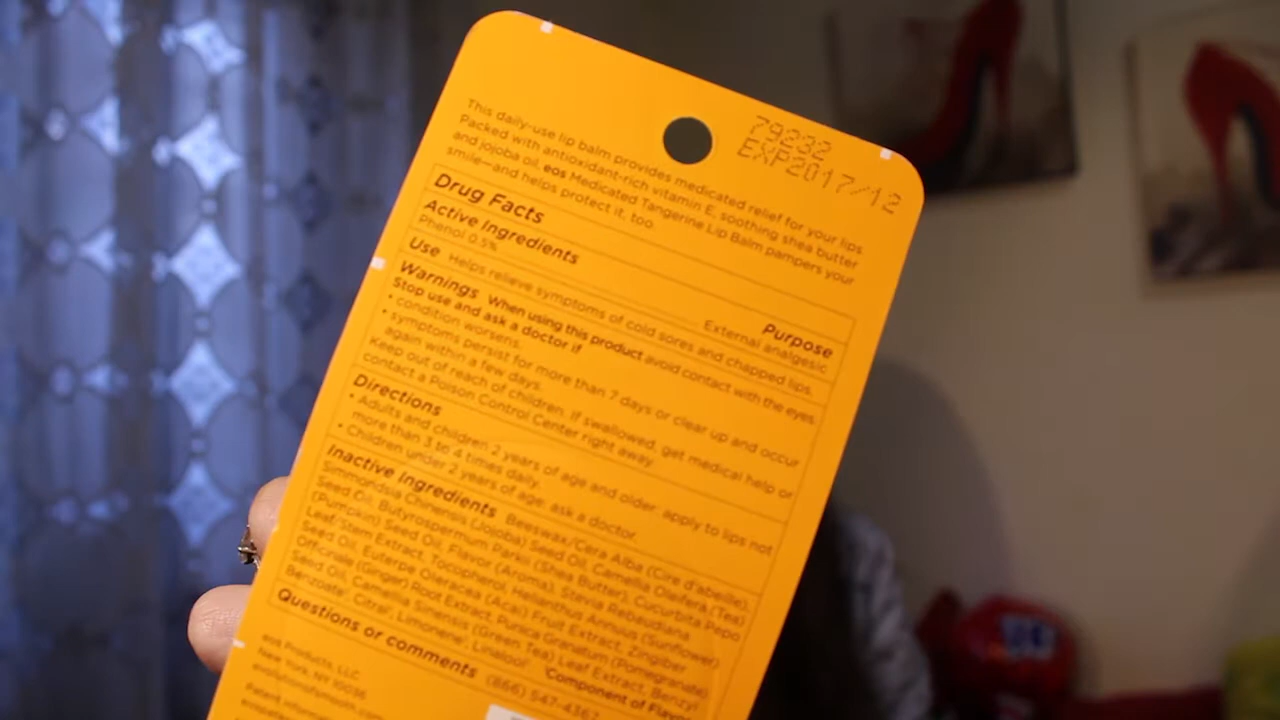 79232
EXP2017/12
This daily-use lip balm provides medicated relief for your lips.
Packed with antioxidant-rich vitamin E, soothing shea butter
and jojoba oil, eos Medicated Tangerine Lip Balm pampers your
smile—and helps protect it, too.
Drug Facts
Active Ingredients Purpose
Phenol 0.5% External analgesic
Use Helps relieve symptoms of cold sores and chapped lips.
Warnings When using this product avoid contact with the eyes.
Stop use and ask a doctor if
• condition worsens.
• symptoms persist for more than 7 days or clear up and occur
again within a few days.
Keep out of reach of children. If swallowed, get medical help or
contact a Poison Control Center right away.
Directions
• Adults and children 2 years of age and older: apply to lips not
more than 3 to 4 times daily.
• Children under 2 years of age: ask a doctor.
Inactive Ingredients Beeswax/Cera Alba (Cire d'abeille),
Simmondsia Chinensis (Jojoba) Seed Oil, Camellia Oleifera (Tea)
Seed Oil, Butyrospermum Parkii (Shea Butter), Cucurbita Pepo
(Pumpkin) Seed Oil, Flavor (Aroma), Stevia Rebaudiana
Leaf/Stem Extract, Tocopherol, Helianthus Annuus (Sunflower)
Seed Oil, Euterpe Oleracea (Acai) Fruit Extract, Zingiber
Officinale (Ginger) Root Extract, Punica Granatum (Pomegranate)
Seed Oil, Camellia Sinensis (Green Tea) Leaf Extract, Benzyl
Benzoate*, Citral*, Limonene*, Linalool* *Component of Flavor
Questions or comments (866) 547-4367
eos Products, LLC
New York, NY 10036
evolutionofsmooth.com
Patent information: